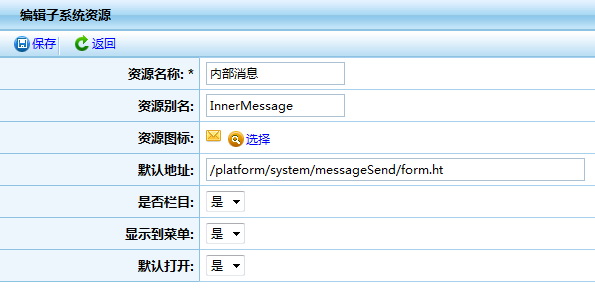 编辑子系统资源
保存 返回
资源名称: * 内部消息
资源别名: InnerMessage
资源图标: 选择
默认地址: /platform/system/messageSend/form.ht
是否栏目: 是
显示到菜单: 是
默认打开: 是